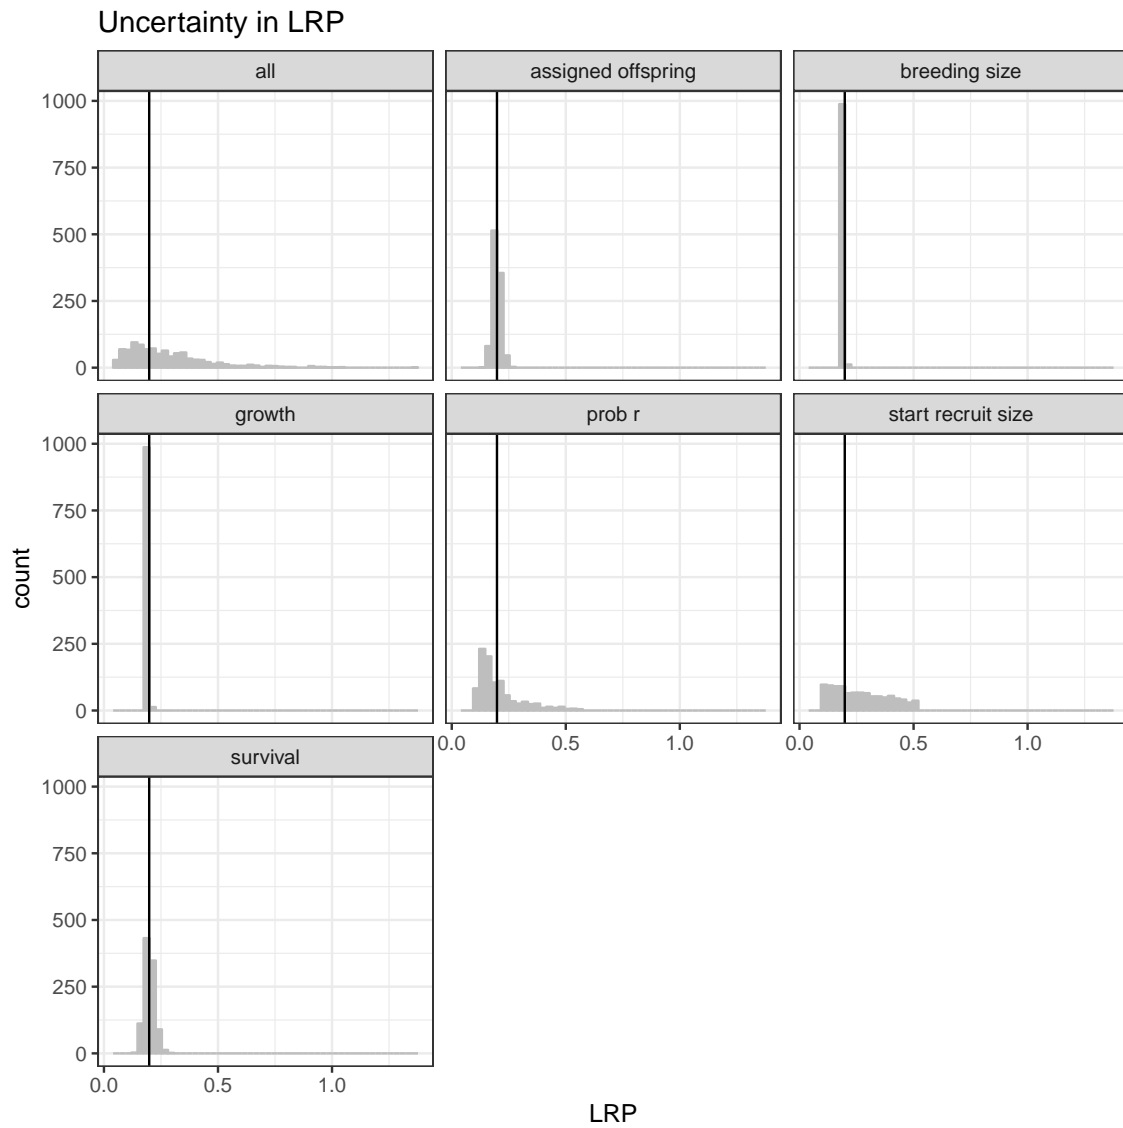 Uncertainty in LRP
all assigned offspring breeding size
1000
750
500
250
0
growth prob r start recruit size
1000
750
500
250
0
0.0 0.5 1.0 0.0 0.5 1.0
survival
1000
750
500
250
0
0.0 0.5 1.0
count
LRP